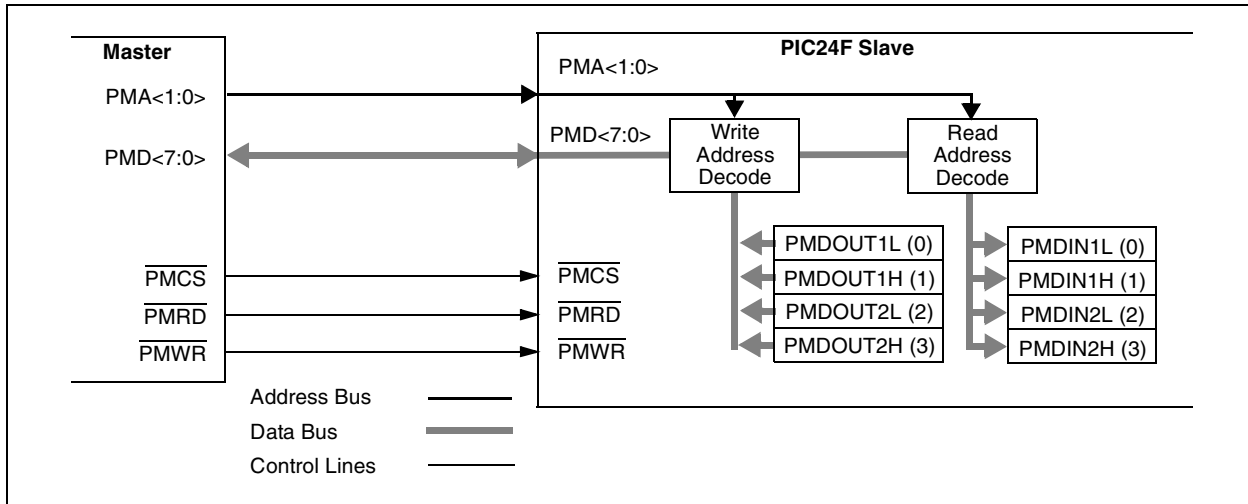 Master
PIC24F Slave
PMA<1:0>
PMA<1:0>
PMD<7:0>
PMD<7:0>
Write
Address
Decode
Read
Address
Decode
PMDOUT1L (0)
PMDOUT1H (1)
PMDOUT2L (2)
PMDOUT2H (3)
PMDIN1L (0)
PMDIN1H (1)
PMDIN2L (2)
PMDIN2H (3)
PMCS
PMRD
PMWR
PMCS
PMRD
PMWR
Address Bus
Data Bus
Control Lines